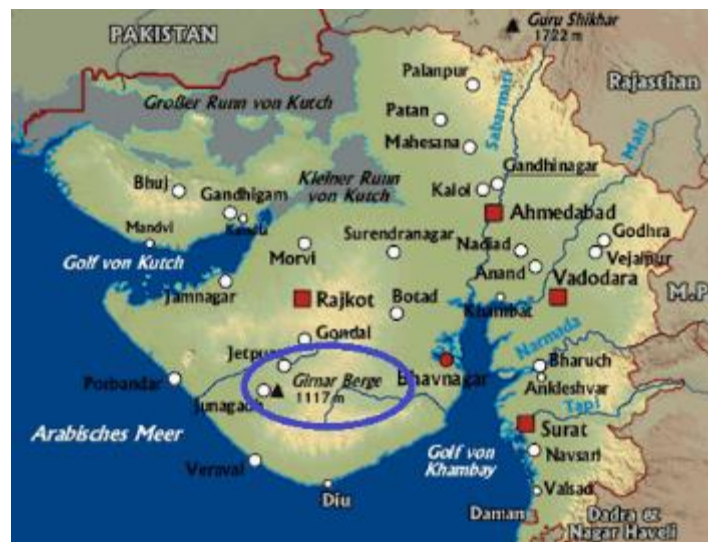 Guru Shikhar
1722 m
PAKISTAN
Palanpur
Rajasthan
Großer Runn von Kutch
Patan
Sabarmati
Mahesana
Mahi
Gandhinagar
Kleiner Runn
von Kutch
Bhuj
Kalol
Gandhigam
Ahmedabad
Mandvi
Surendranagar
Godhra
Nadiad
Vejalpur
Golf von Kutch
Morvi
Anand
Vadodara
Jamnagar
Rajkot
Botad
Khambat
M.P
Gondal
Narmada
Jetpur
Bharuch
Porbandar
Girnar Berge
1117 m
Bhavnagar
Ankleshvar
Junagadh
Tapi
Arabisches Meer
Surat
Golf von
Khambay
Navsari
Veraval
Valsad
Diu
Daman
Dadra &
Nagar Haveli